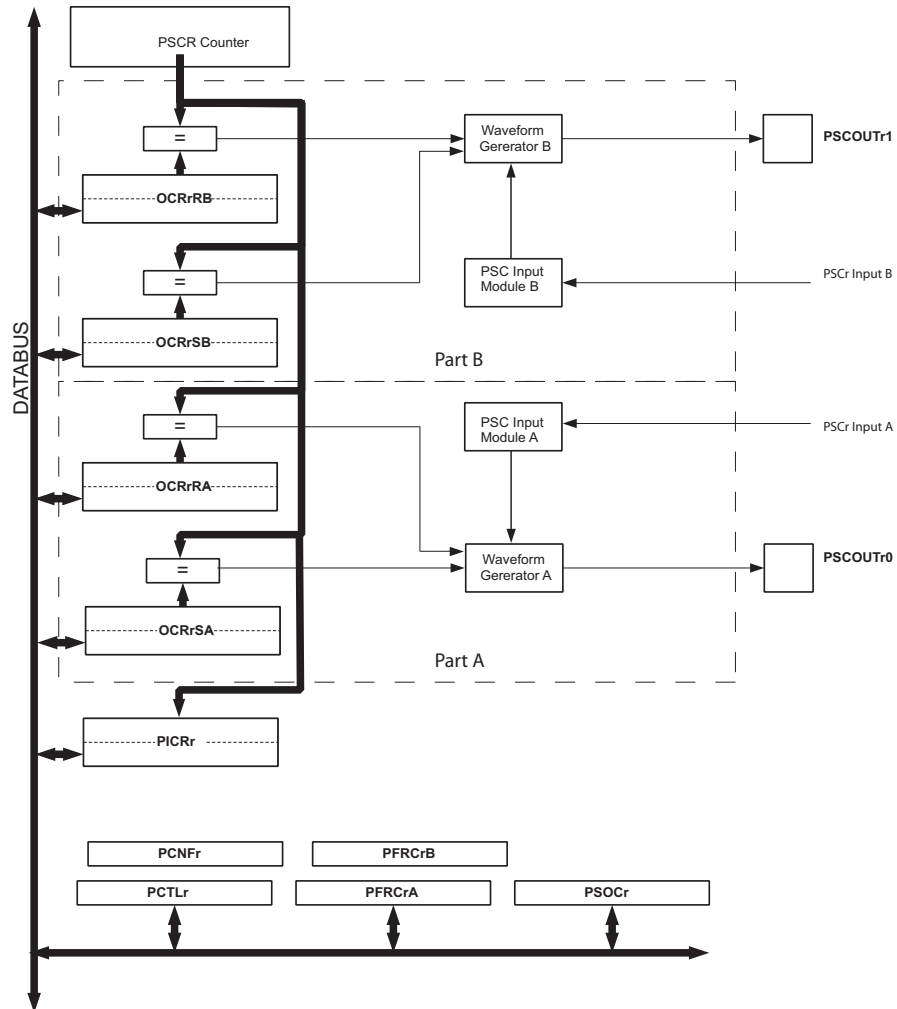 PSCR Counter
=
Waveform
Gererator B
PSCOUTr1
OCRrRB
=
PSC Input
Module B
PSCr Input B
OCRrSB
Part B
DATABUS
=
PSC Input
Module A
PSCr Input A
OCRrRA
=
Waveform
Gererator A
PSCOUTr0
OCRrSA
Part A
PICRr
PCNFr
PFRCrB
PCTLr
PFRCrA
PSOCr